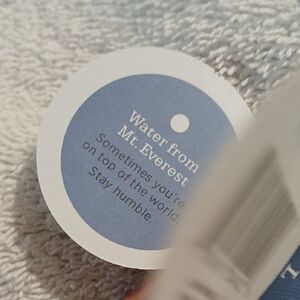 Water from
Mt. Everest
Sometimes you're
on top of the world.
Stay humble.